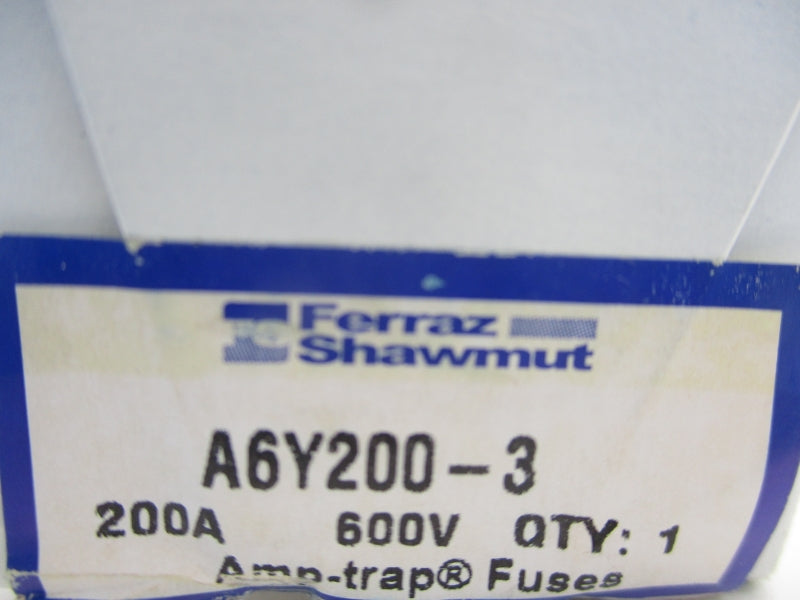 Ferraz
Shawmut
A6Y200-3
200A 600V QTY: 1
Amp-trap® Fuses